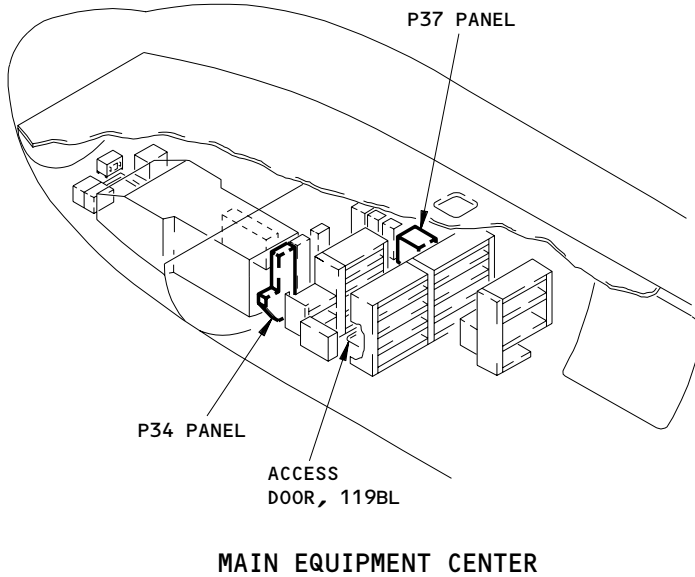 P37 PANEL
P34 PANEL
ACCESS
DOOR, 119BL
MAIN EQUIPMENT CENTER